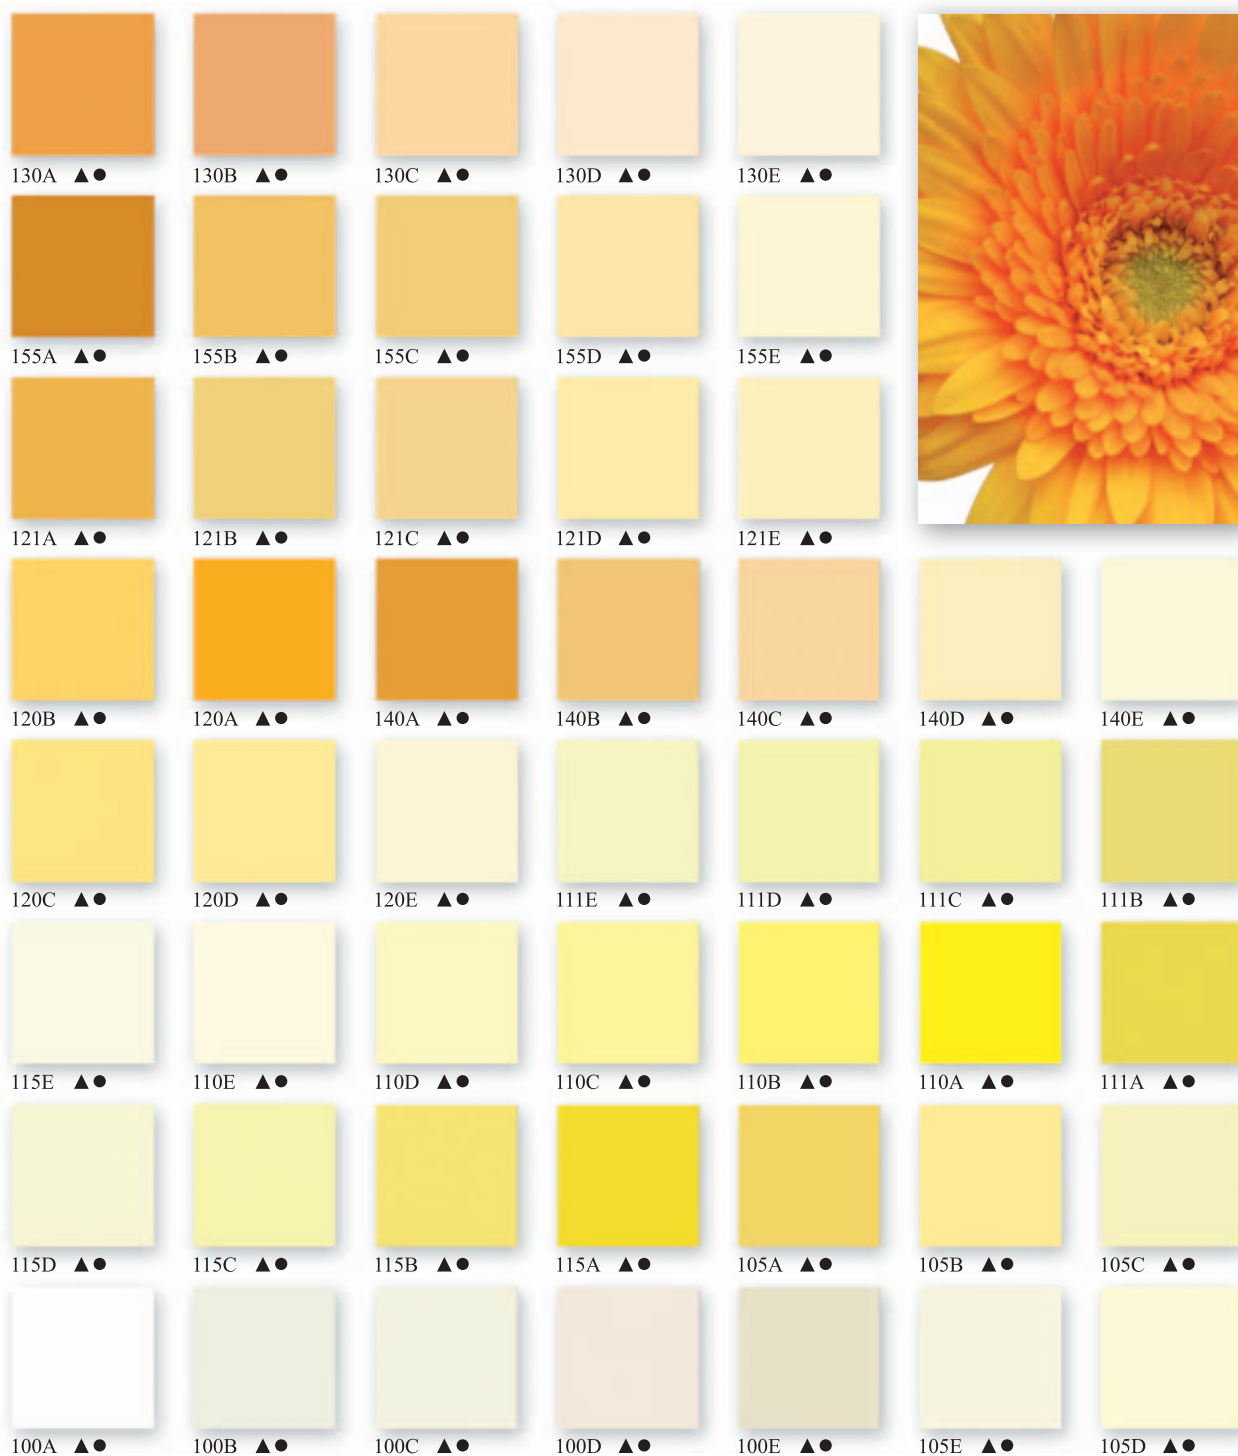 130A ▲● 130B ▲● 130C ▲● 130D ▲● 130E ▲●
155A ▲● 155B ▲● 155C ▲● 155D ▲● 155E ▲●
121A ▲● 121B ▲● 121C ▲● 121D ▲● 121E ▲●
120B ▲● 120A ▲● 140A ▲● 140B ▲● 140C ▲● 140D ▲● 140E ▲●
120C ▲● 120D ▲● 120E ▲● 111E ▲● 111D ▲● 111C ▲● 111B ▲●
115E ▲● 110E ▲● 110D ▲● 110C ▲● 110B ▲● 110A ▲● 111A ▲●
115D ▲● 115C ▲● 115B ▲● 115A ▲● 105A ▲● 105B ▲● 105C ▲●
100A ▲● 100B ▲● 100C ▲● 100D ▲● 100E ▲● 105E ▲● 105D ▲●